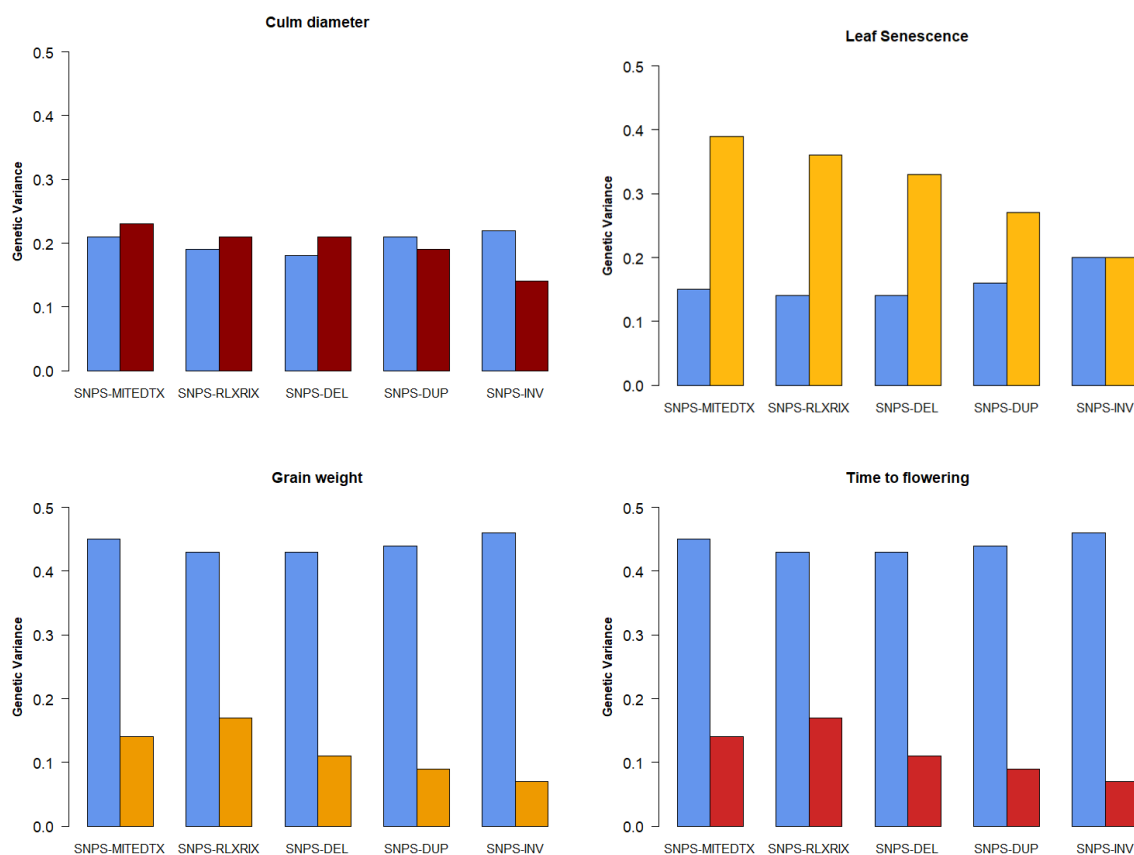 Culm diameter
Genetic Variance
0.5
0.4
0.3
0.2
0.1
0.0
SNPS-MITEDTX SNPS-RLXRIX SNPS-DEL SNPS-DUP SNPS-INV
Leaf Senescence
Genetic Variance
0.5
0.4
0.3
0.2
0.1
0.0
SNPS-MITEDTX SNPS-RLXRIX SNPS-DEL SNPS-DUP SNPS-INV
Grain weight
Genetic Variance
0.5
0.4
0.3
0.2
0.1
0.0
SNPS-MITEDTX SNPS-RLXRIX SNPS-DEL SNPS-DUP SNPS-INV
Time to flowering
Genetic Variance
0.5
0.4
0.3
0.2
0.1
0.0
SNPS-MITEDTX SNPS-RLXRIX SNPS-DEL SNPS-DUP SNPS-INV